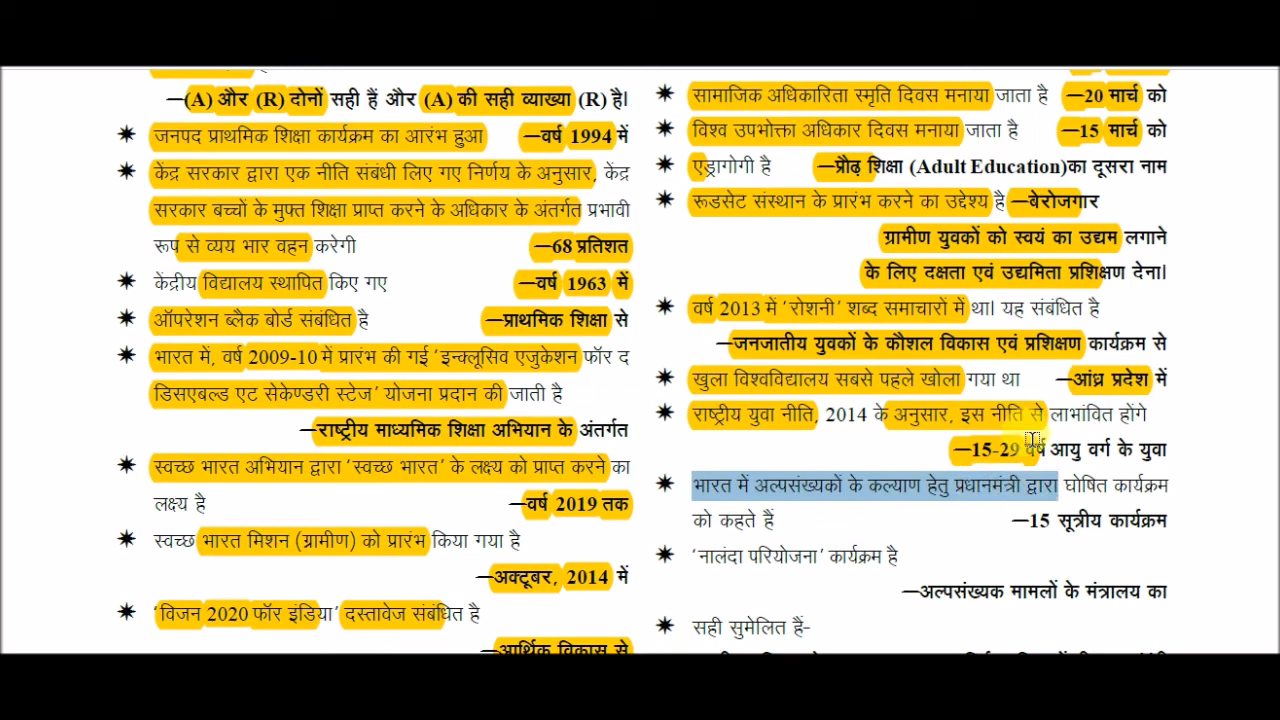 —(A) और (R) दोनों सही हैं और (A) की सही व्याख्या (R) है।
✷ जनपद प्राथमिक शिक्षा कार्यक्रम का आरंभ हुआ —वर्ष 1994 में
✷ केंद्र सरकार द्वारा एक नीति संबंधी लिए गए निर्णय के अनुसार, केंद्र
सरकार बच्चों के मुफ्त शिक्षा प्राप्त करने के अधिकार के अंतर्गत प्रभावी
रूप से व्यय भार वहन करेगी —68 प्रतिशत
✷ केंद्रीय विद्यालय स्थापित किए गए —वर्ष 1963 में
✷ ऑपरेशन ब्लैक बोर्ड संबंधित है —प्राथमिक शिक्षा से
✷ भारत में, वर्ष 2009-10 में प्रारंभ की गई 'इन्क्लूसिव एजुकेशन फॉर द
डिसएबल्ड एट सेकेण्डरी स्टेज' योजना प्रदान की जाती है
—राष्ट्रीय माध्यमिक शिक्षा अभियान के अंतर्गत
✷ स्वच्छ भारत अभियान द्वारा 'स्वच्छ भारत' के लक्ष्य को प्राप्त करने का
लक्ष्य है —वर्ष 2019 तक
✷ स्वच्छ भारत मिशन (ग्रामीण) को प्रारंभ किया गया है
—अक्टूबर, 2014 में
✷ 'विजन 2020 फॉर इंडिया' दस्तावेज संबंधित है
—आर्थिक विकास से
✷ सामाजिक अधिकारिता स्मृति दिवस मनाया जाता है —20 मार्च को
✷ विश्व उपभोक्ता अधिकार दिवस मनाया जाता है —15 मार्च को
✷ एड्रागोगी है —प्रौढ़ शिक्षा (Adult Education)का दूसरा नाम
✷ रूडसेट संस्थान के प्रारंभ करने का उद्देश्य है —बेरोजगार
ग्रामीण युवकों को स्वयं का उद्यम लगाने
के लिए दक्षता एवं उद्यमिता प्रशिक्षण देना।
✷ वर्ष 2013 में 'रोशनी' शब्द समाचारों में था। यह संबंधित है
—जनजातीय युवकों के कौशल विकास एवं प्रशिक्षण कार्यक्रम से
✷ खुला विश्वविद्यालय सबसे पहले खोला गया था —आंध्र प्रदेश में
✷ राष्ट्रीय युवा नीति, 2014 के अनुसार, इस नीति से लाभांवित होंगे
—15-29 वर्ष आयु वर्ग के युवा
✷ भारत में अल्पसंख्यकों के कल्याण हेतु प्रधानमंत्री द्वारा घोषित कार्यक्रम
को कहते हैं —15 सूत्रीय कार्यक्रम
✷ 'नालंदा परियोजना' कार्यक्रम है
—अल्पसंख्यक मामलों के मंत्रालय का
✷ सही सुमेलित हैं-